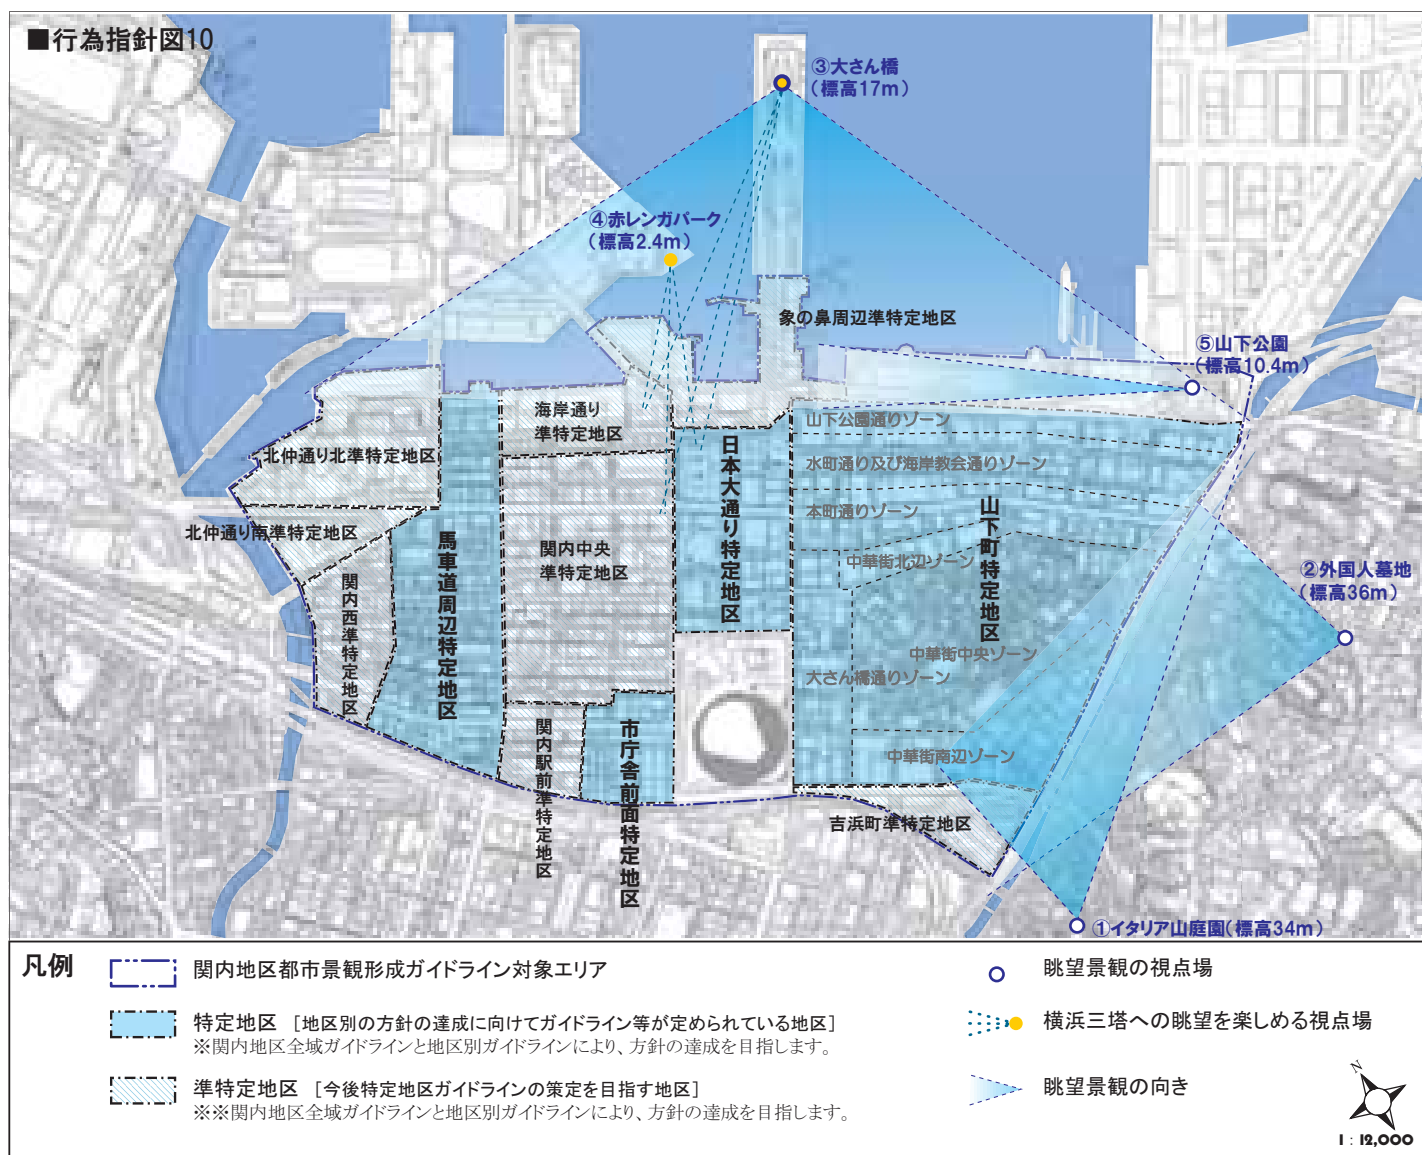 ■行為指針図10
③大さん橋
（標高17m）
④赤レンガパーク
（標高2.4m）
象の鼻周辺準特定地区
⑤山下公園
（標高10.4m）
海岸通り
準特定地区
山下公園通りゾーン
北仲通り北準特定地区
日本大通り特定地区
水町通り及び海岸教会通りゾーン
本町通りゾーン
山下町特定地区
北仲通り南準特定地区
馬車道周辺特定地区
関内中央
準特定地区
中華街北辺ゾーン
②外国人墓地
（標高36m）
関内西準特定地区
中華街中央ゾーン
大さん橋通りゾーン
関内駅前準特定地区
市庁舎前面特定地区
中華街南辺ゾーン
吉浜町準特定地区
①イタリア山庭園（標高34m）
凡例
関内地区都市景観形成ガイドライン対象エリア
特定地区 ［地区別の方針の達成に向けてガイドライン等が定められている地区］
※関内地区全域ガイドラインと地区別ガイドラインにより、方針の達成を目指します。
準特定地区 ［今後特定地区ガイドラインの策定を目指す地区］
※※関内地区全域ガイドラインと地区別ガイドラインにより、方針の達成を目指します。
眺望景観の視点場
横浜三塔への眺望を楽しめる視点場
眺望景観の向き
N
1：12,000